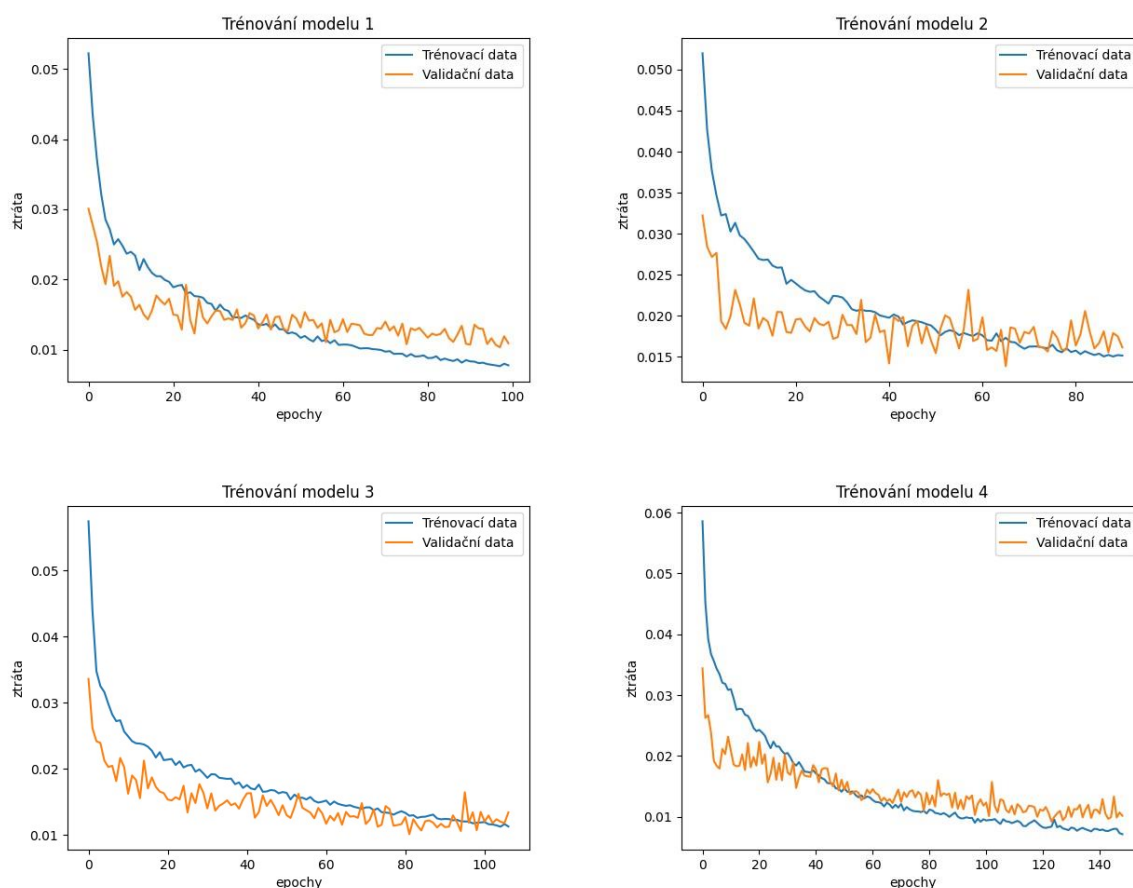 Trénování modelu 1
Trénovací data
Validační data
ztráta
0.05
0.04
0.03
0.02
0.01
0 20 40 60 80 100
epochy
Trénování modelu 2
Trénovací data
Validační data
ztráta
0.050
0.045
0.040
0.035
0.030
0.025
0.020
0.015
0 20 40 60 80
epochy
Trénování modelu 3
Trénovací data
Validační data
ztráta
0.05
0.04
0.03
0.02
0.01
0 20 40 60 80 100
epochy
Trénování modelu 4
Trénovací data
Validační data
ztráta
0.06
0.05
0.04
0.03
0.02
0.01
0 20 40 60 80 100 120 140
epochy